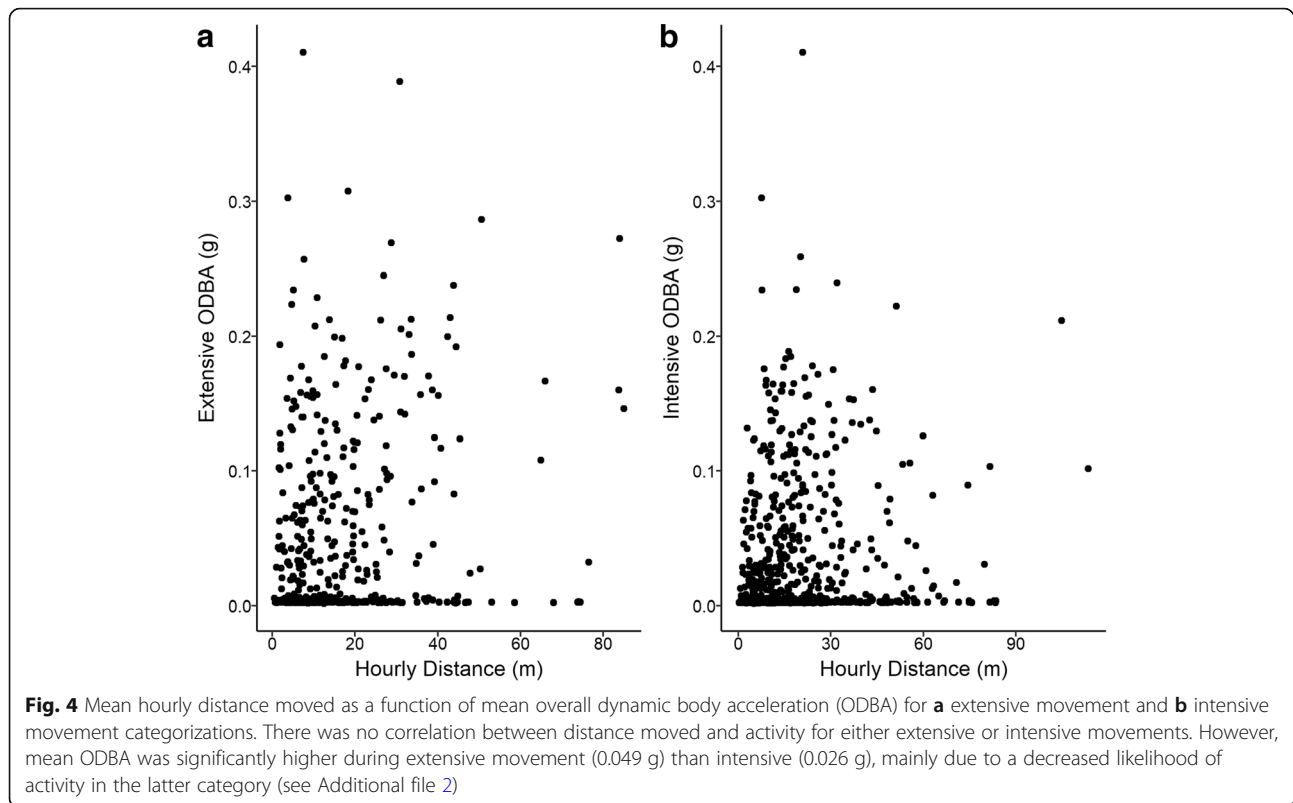 a
Extensive ODBA (g)
0.4
0.3
0.2
0.1
0.0
0 20 40 60 80
Hourly Distance (m)
b
Intensive ODBA (g)
0.4
0.3
0.2
0.1
0.0
0 30 60 90
Hourly Distance (m)
Fig. 4 Mean hourly distance moved as a function of mean overall dynamic body acceleration (ODBA) for a extensive movement and b intensive
movement categorizations. There was no correlation between distance moved and activity for either extensive or intensive movements. However,
mean ODBA was significantly higher during extensive movement (0.049 g) than intensive (0.026 g), mainly due to a decreased likelihood of
activity in the latter category (see Additional file 2)